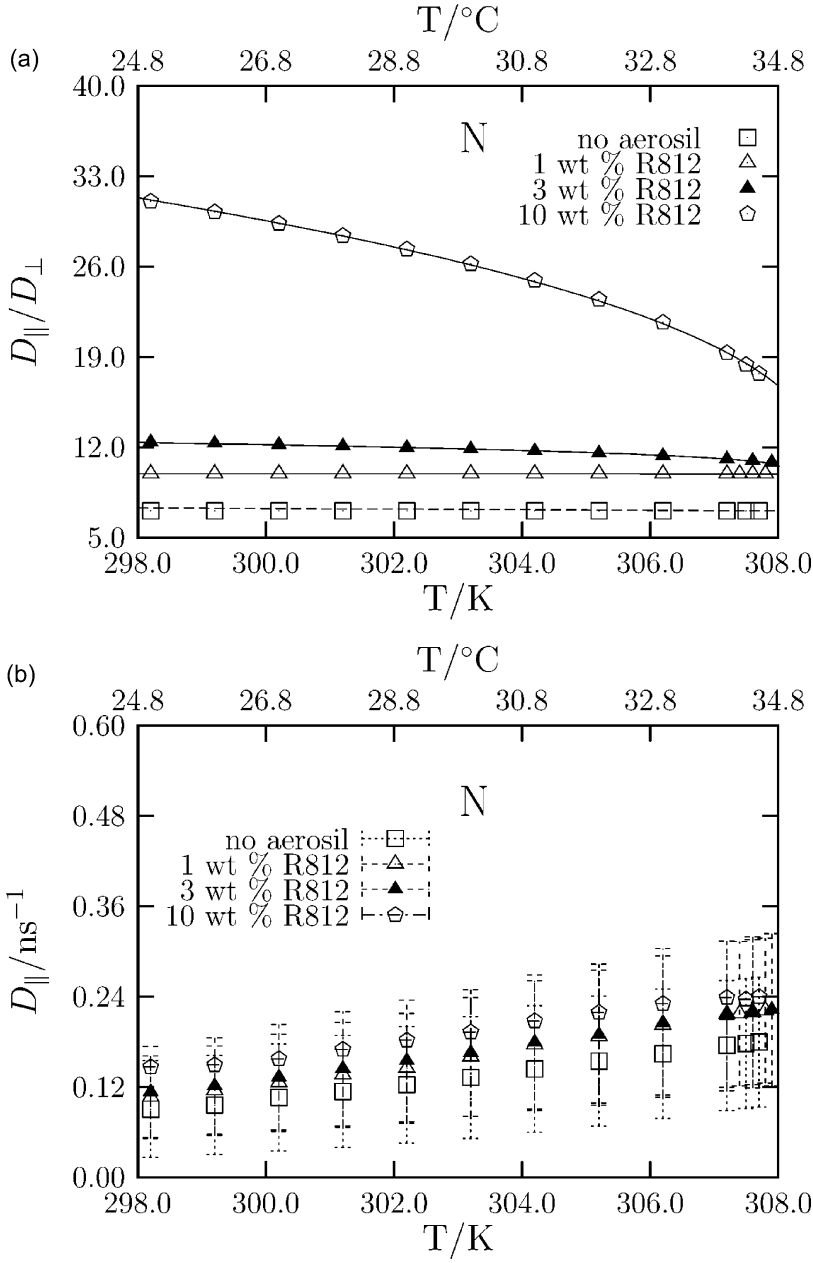 T/°C
(a)
24.8 26.8 28.8 30.8 32.8 34.8
40.0
N
no aerosil
1 wt % R812
33.0
3 wt % R812
10 wt % R812
26.0
D∥/D⊥
19.0
12.0
5.0
298.0 300.0 302.0 304.0 306.0 308.0
T/K
T/°C
(b)
24.8 26.8 28.8 30.8 32.8 34.8
0.60
N
0.48
no aerosil
1 wt % R812
3 wt % R812
10 wt % R812
0.36
D∥/ns⁻¹
0.24
0.12
0.00
298.0 300.0 302.0 304.0 306.0 308.0
T/K